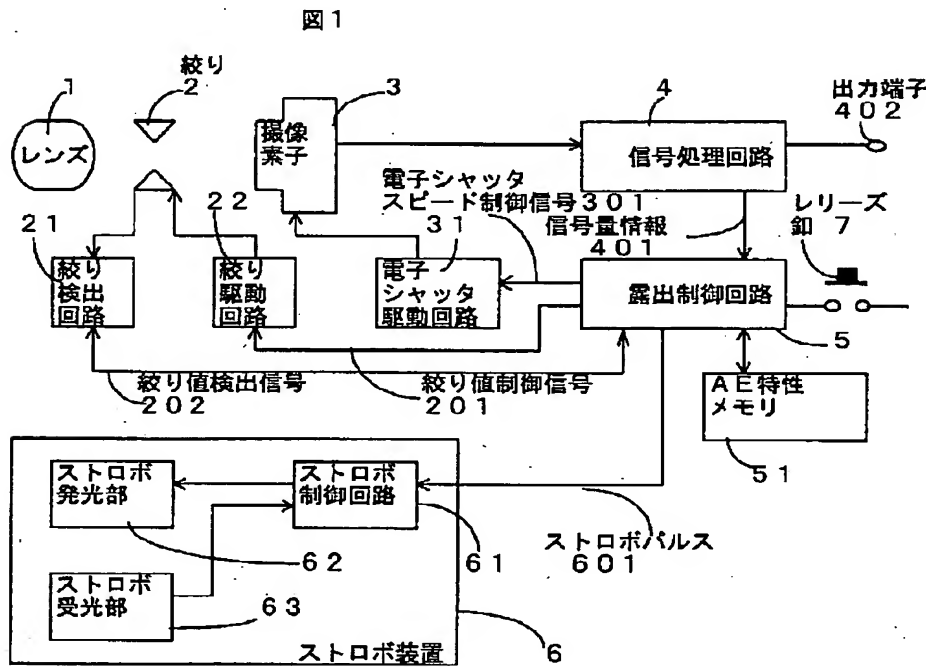 図1
1
レンズ
絞り
2
3
撮像
素子
4
信号処理回路
出力端子
402
電子シャッタ
スピード制御信号301
信号量情報
401
レリーズ
釦 7
21
絞り
検出
回路
22
絞り
駆動
回路
31
電子
シャッタ
駆動回路
露出制御回路
5
絞り値検出信号
202
絞り値制御信号
201
AE特性
メモリ
51
ストロボ
発光部
62
ストロボ
制御回路
61
ストロボパルス
601
ストロボ
受光部
63
ストロボ装置
6